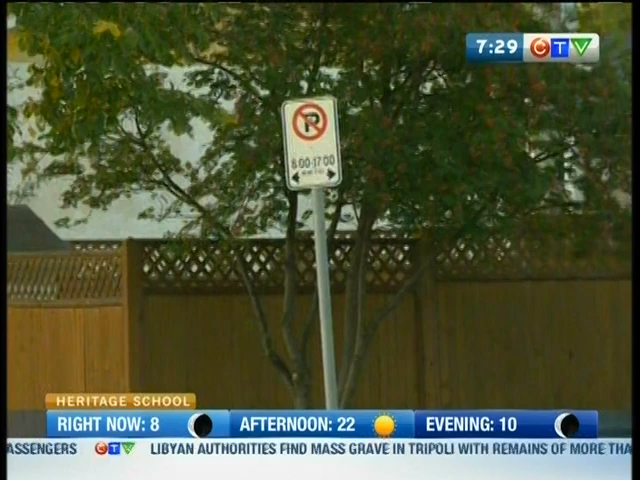 7:29 CTV
P
8:00-17:00
HERITAGE SCHOOL
RIGHT NOW: 8 AFTERNOON: 22 EVENING: 10
ASSENGERS CTV LIBYAN AUTHORITIES FIND MASS GRAVE IN TRIPOLI WITH REMAINS OF MORE THA